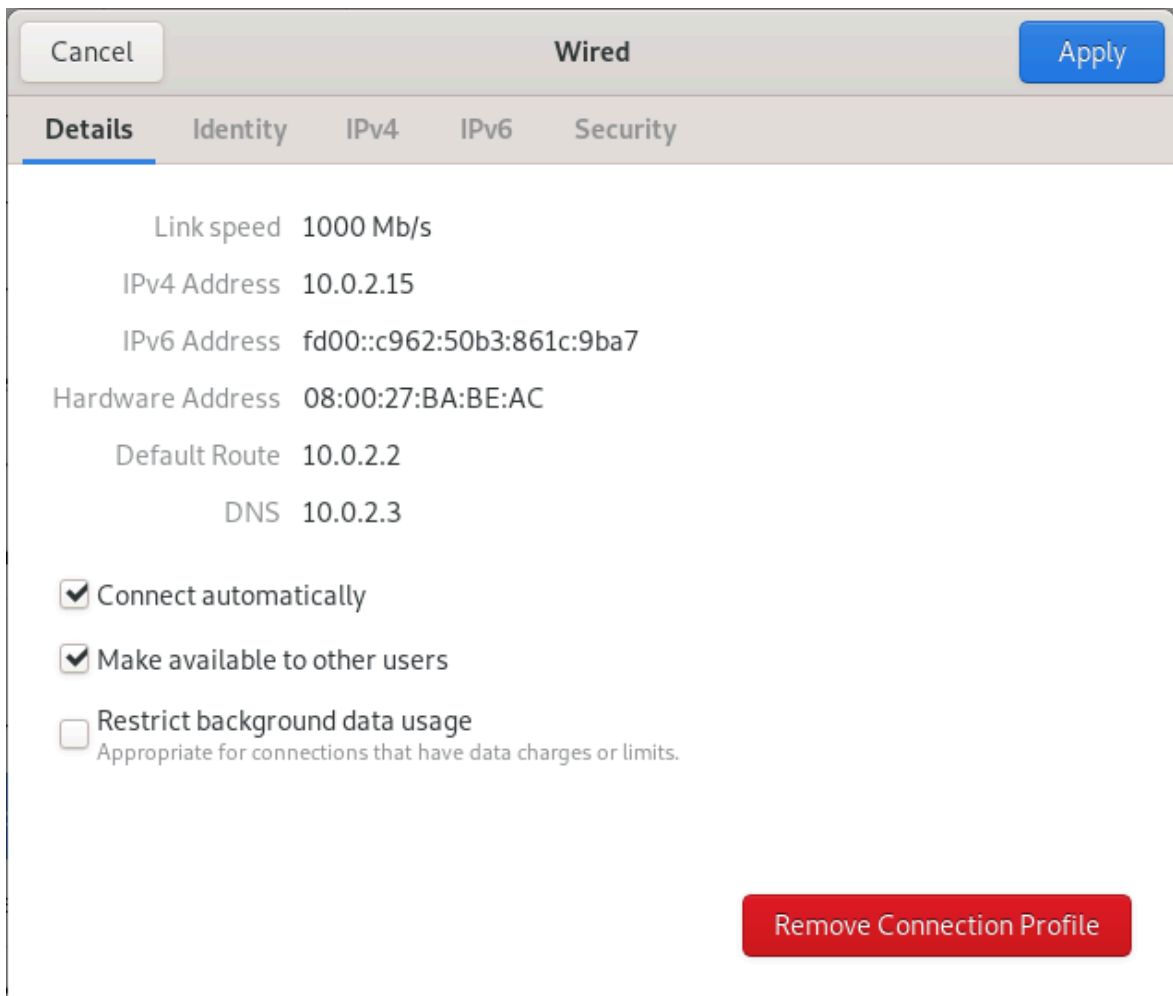 Cancel
Wired
Apply
Details
Identity
IPv4
IPv6
Security
Link speed 1000 Mb/s
IPv4 Address 10.0.2.15
IPv6 Address fd00::c962:50b3:861c:9ba7
Hardware Address 08:00:27:BA:BE:AC
Default Route 10.0.2.2
DNS 10.0.2.3
Connect automatically
Make available to other users
Restrict background data usage
Appropriate for connections that have data charges or limits.
Remove Connection Profile